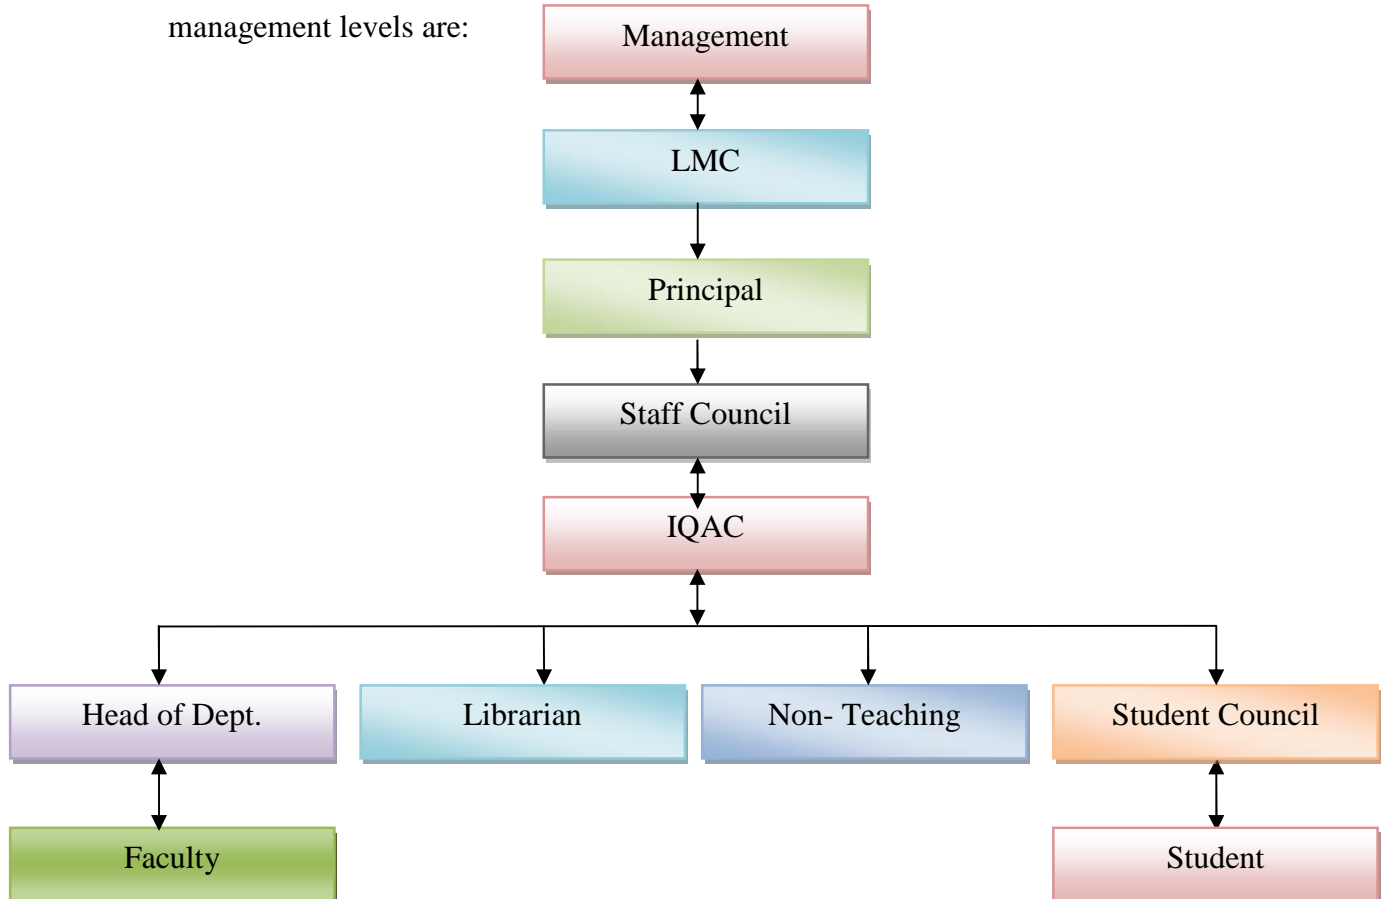 management levels are:
Management
LMC
Principal
Staff Council
IQAC
Head of Dept.
Librarian
Non- Teaching
Student Council
Faculty
Student